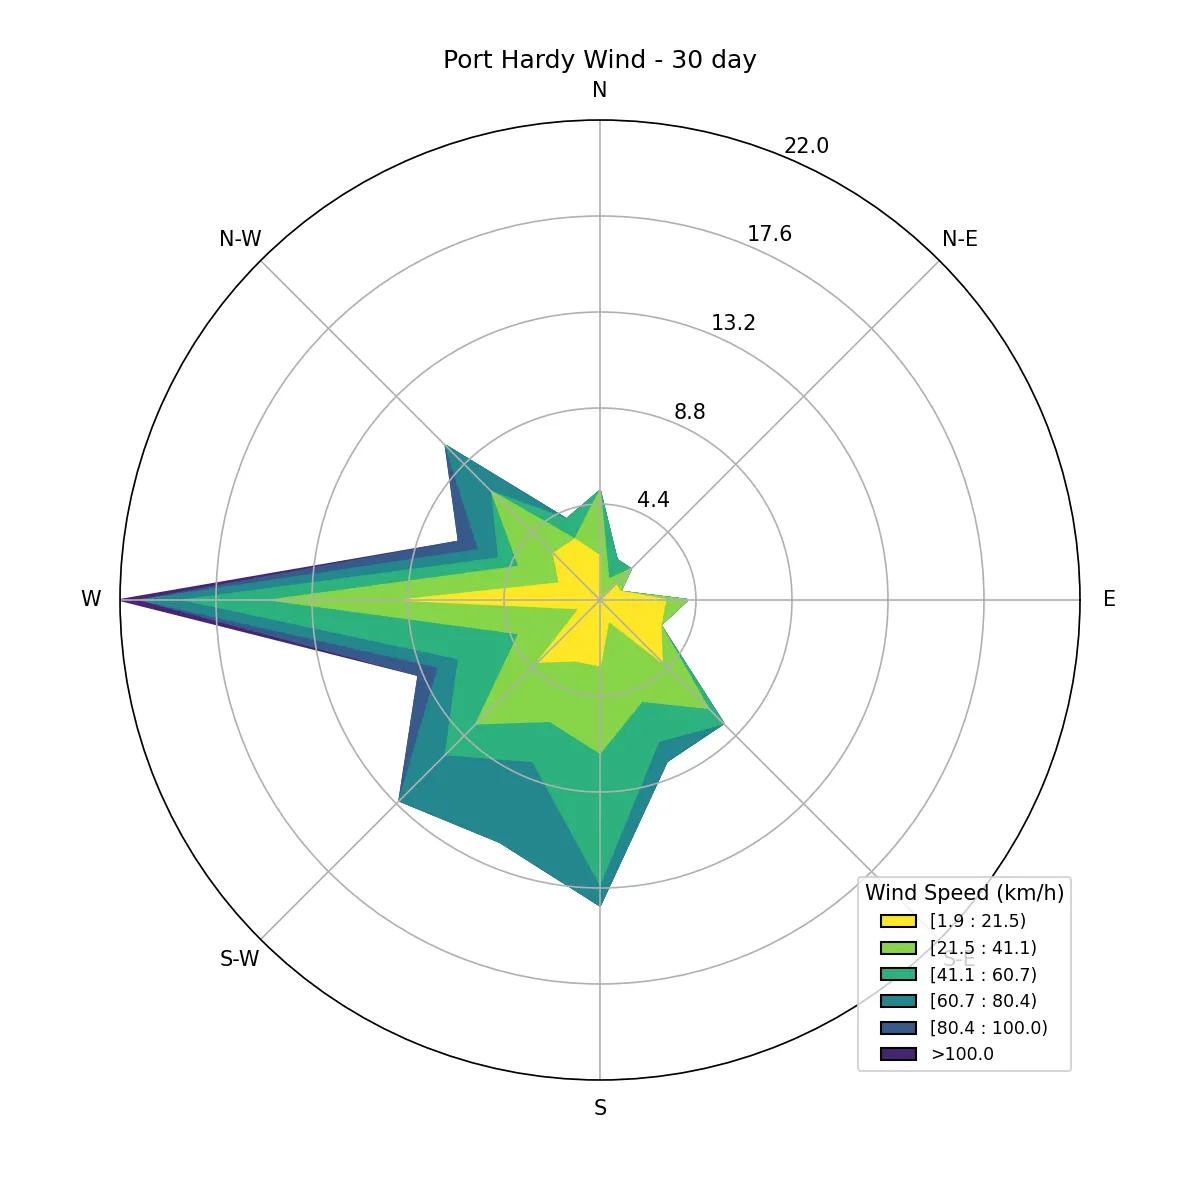 Port Hardy Wind - 30 day
N
22.0
N-W
N-E
17.6
13.2
8.8
4.4
W
E
Wind Speed (km/h)
[1.9 : 21.5)
[21.5 : 41.1)
S-W
S-E
[41.1 : 60.7)
[60.7 : 80.4)
[80.4 : 100.0)
>100.0
S